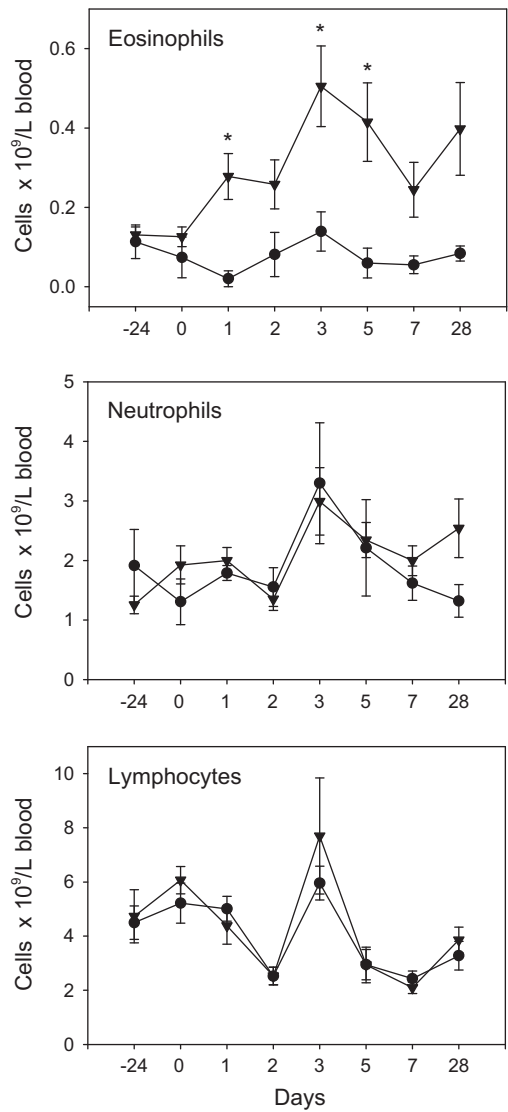 Eosinophils
*
*
*
Cells x 10⁹/L blood
0.6
0.4
0.2
0.0
-24 0 1 2 3 5 7 28
Neutrophils
Cells x 10⁹/L blood
5
4
3
2
1
0
-24 0 1 2 3 5 7 28
Lymphocytes
Cells x 10⁹/L blood
10
8
6
4
2
0
-24 0 1 2 3 5 7 28
Days